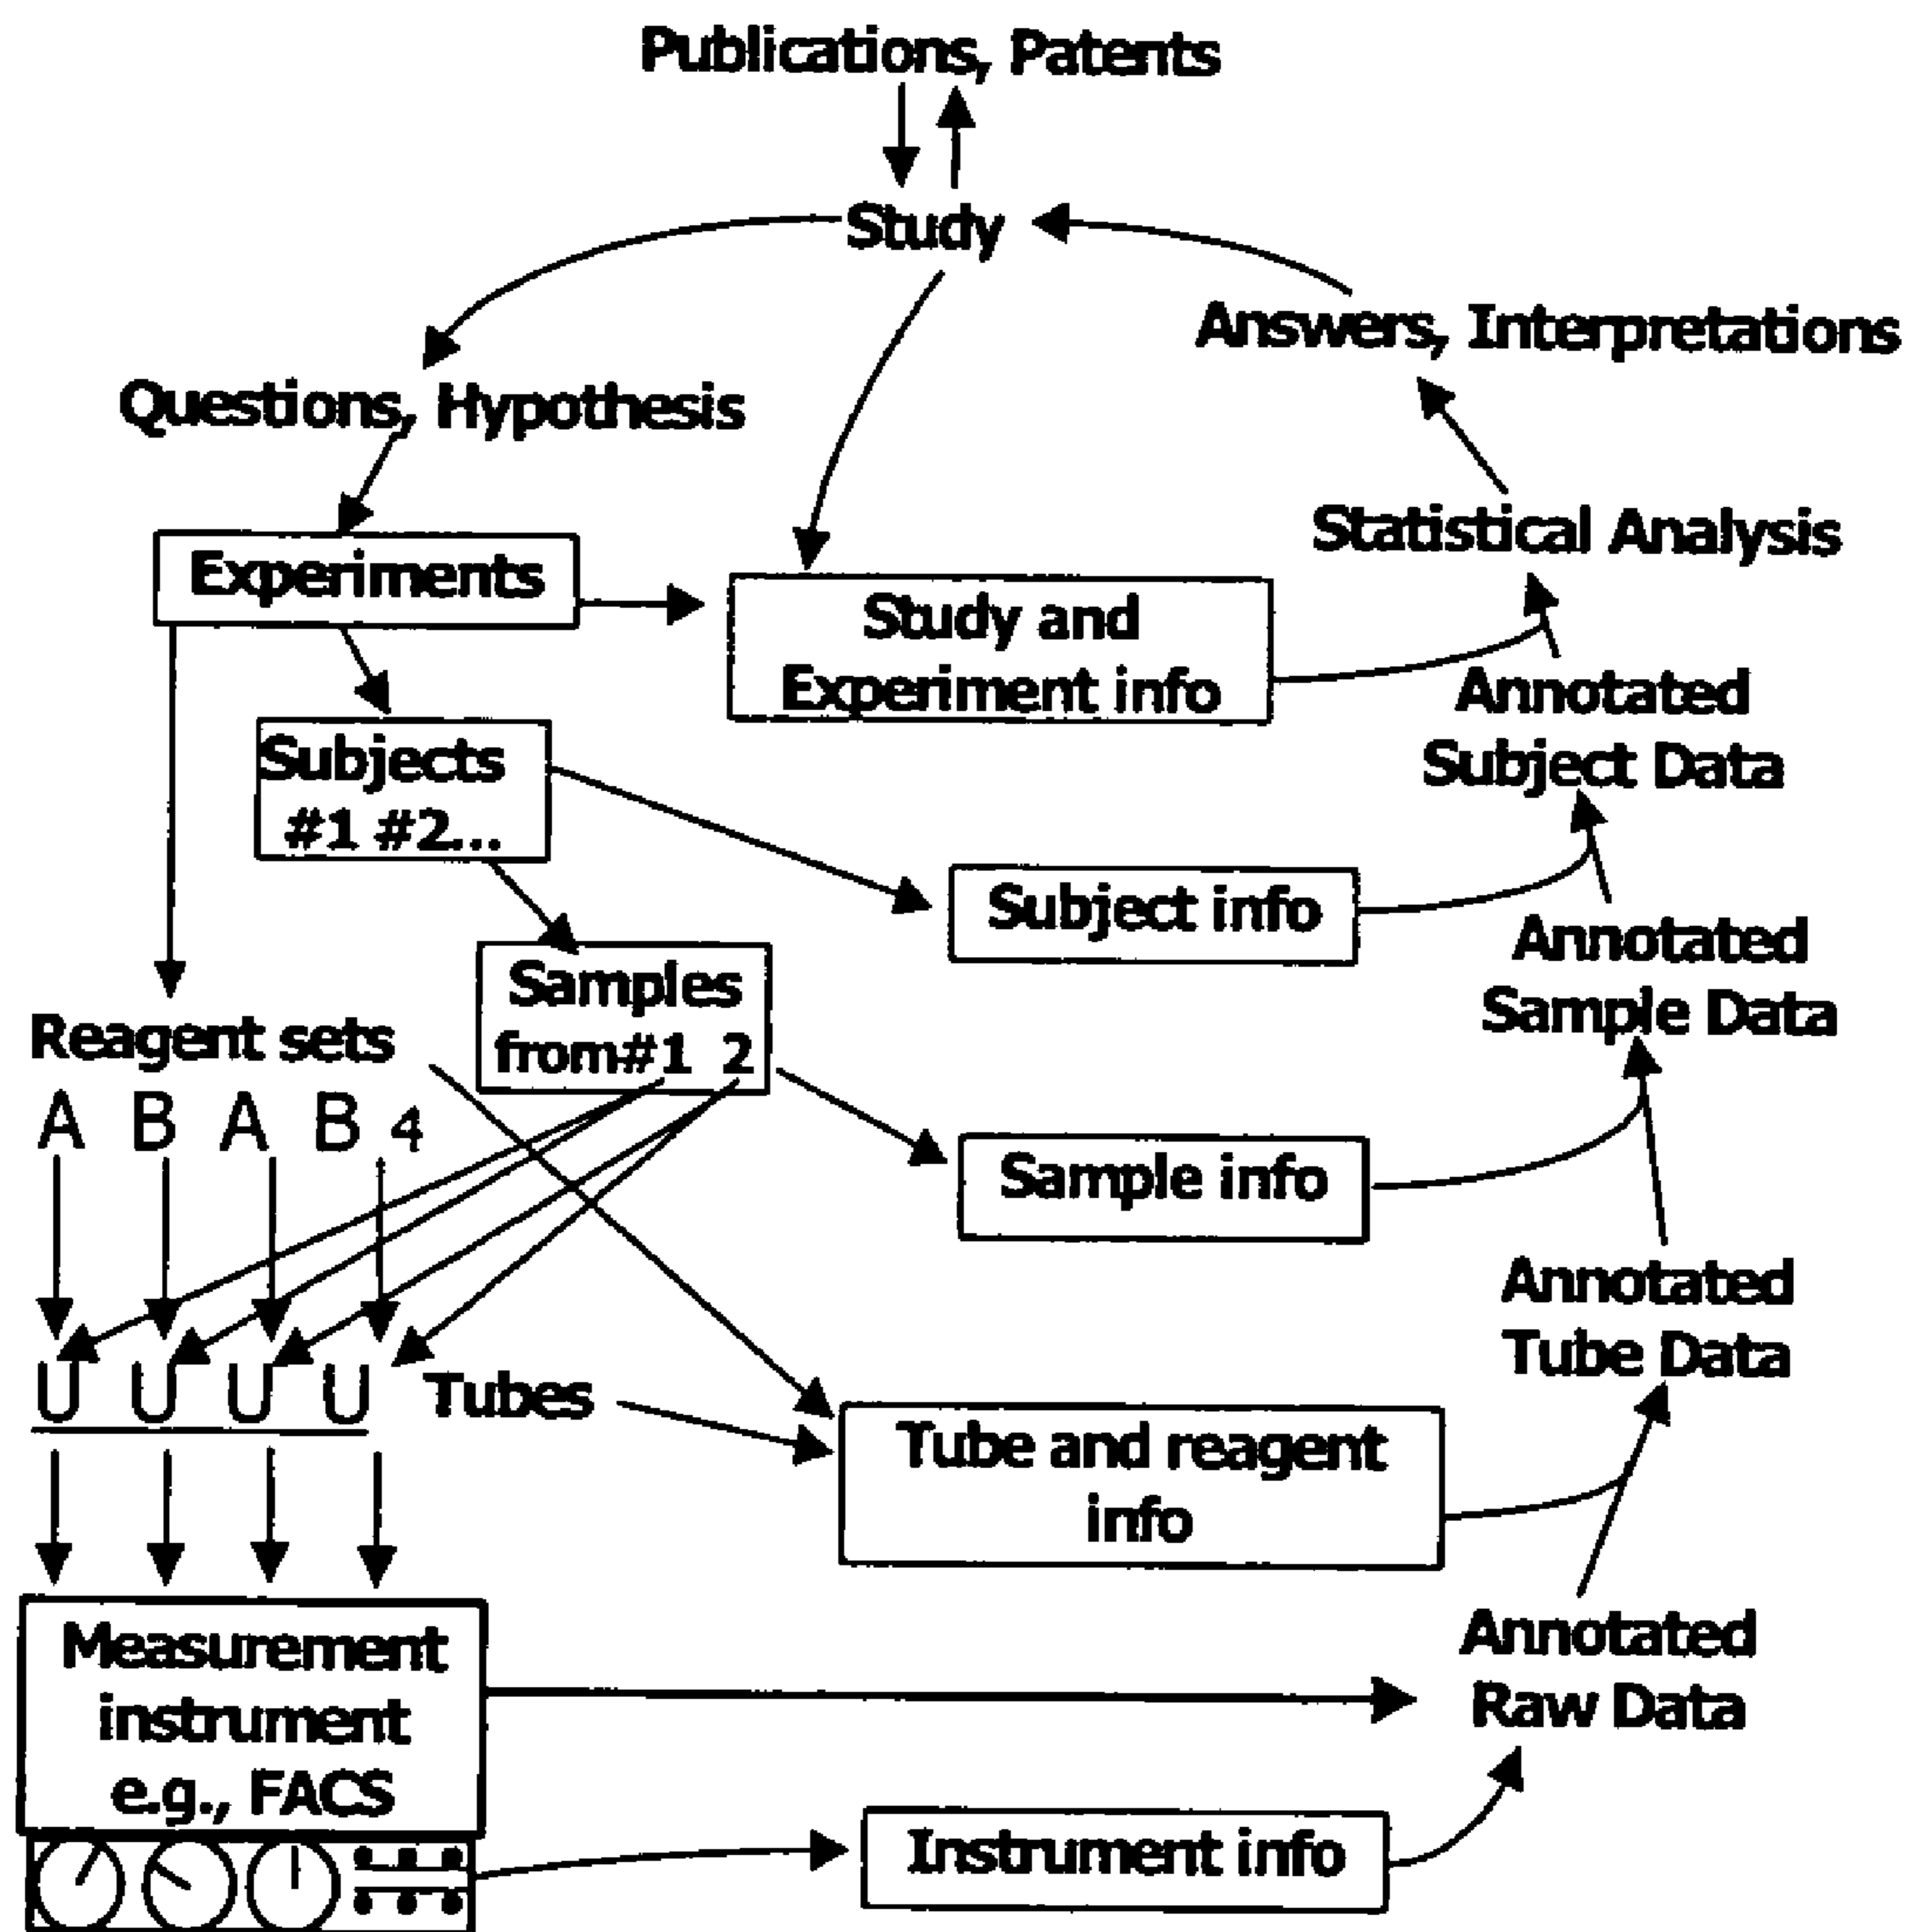 Publications, Patents
Study
Answers, Interpretations
Questions, Hypothesis
Statistical Analysis
Experiments
Study and
Experiment info
Annotated
Subject Data
Subjects
#1 #2...
Subject info
Annotated
Sample Data
Samples
from#1 2
Reagent sets
A B A B 4
Sample info
Annotated
Tube Data
U U U U Tubes
Tube and reagent
info
Annotated
Raw Data
Measurement
instrument
e.g., FACS
Instrument info